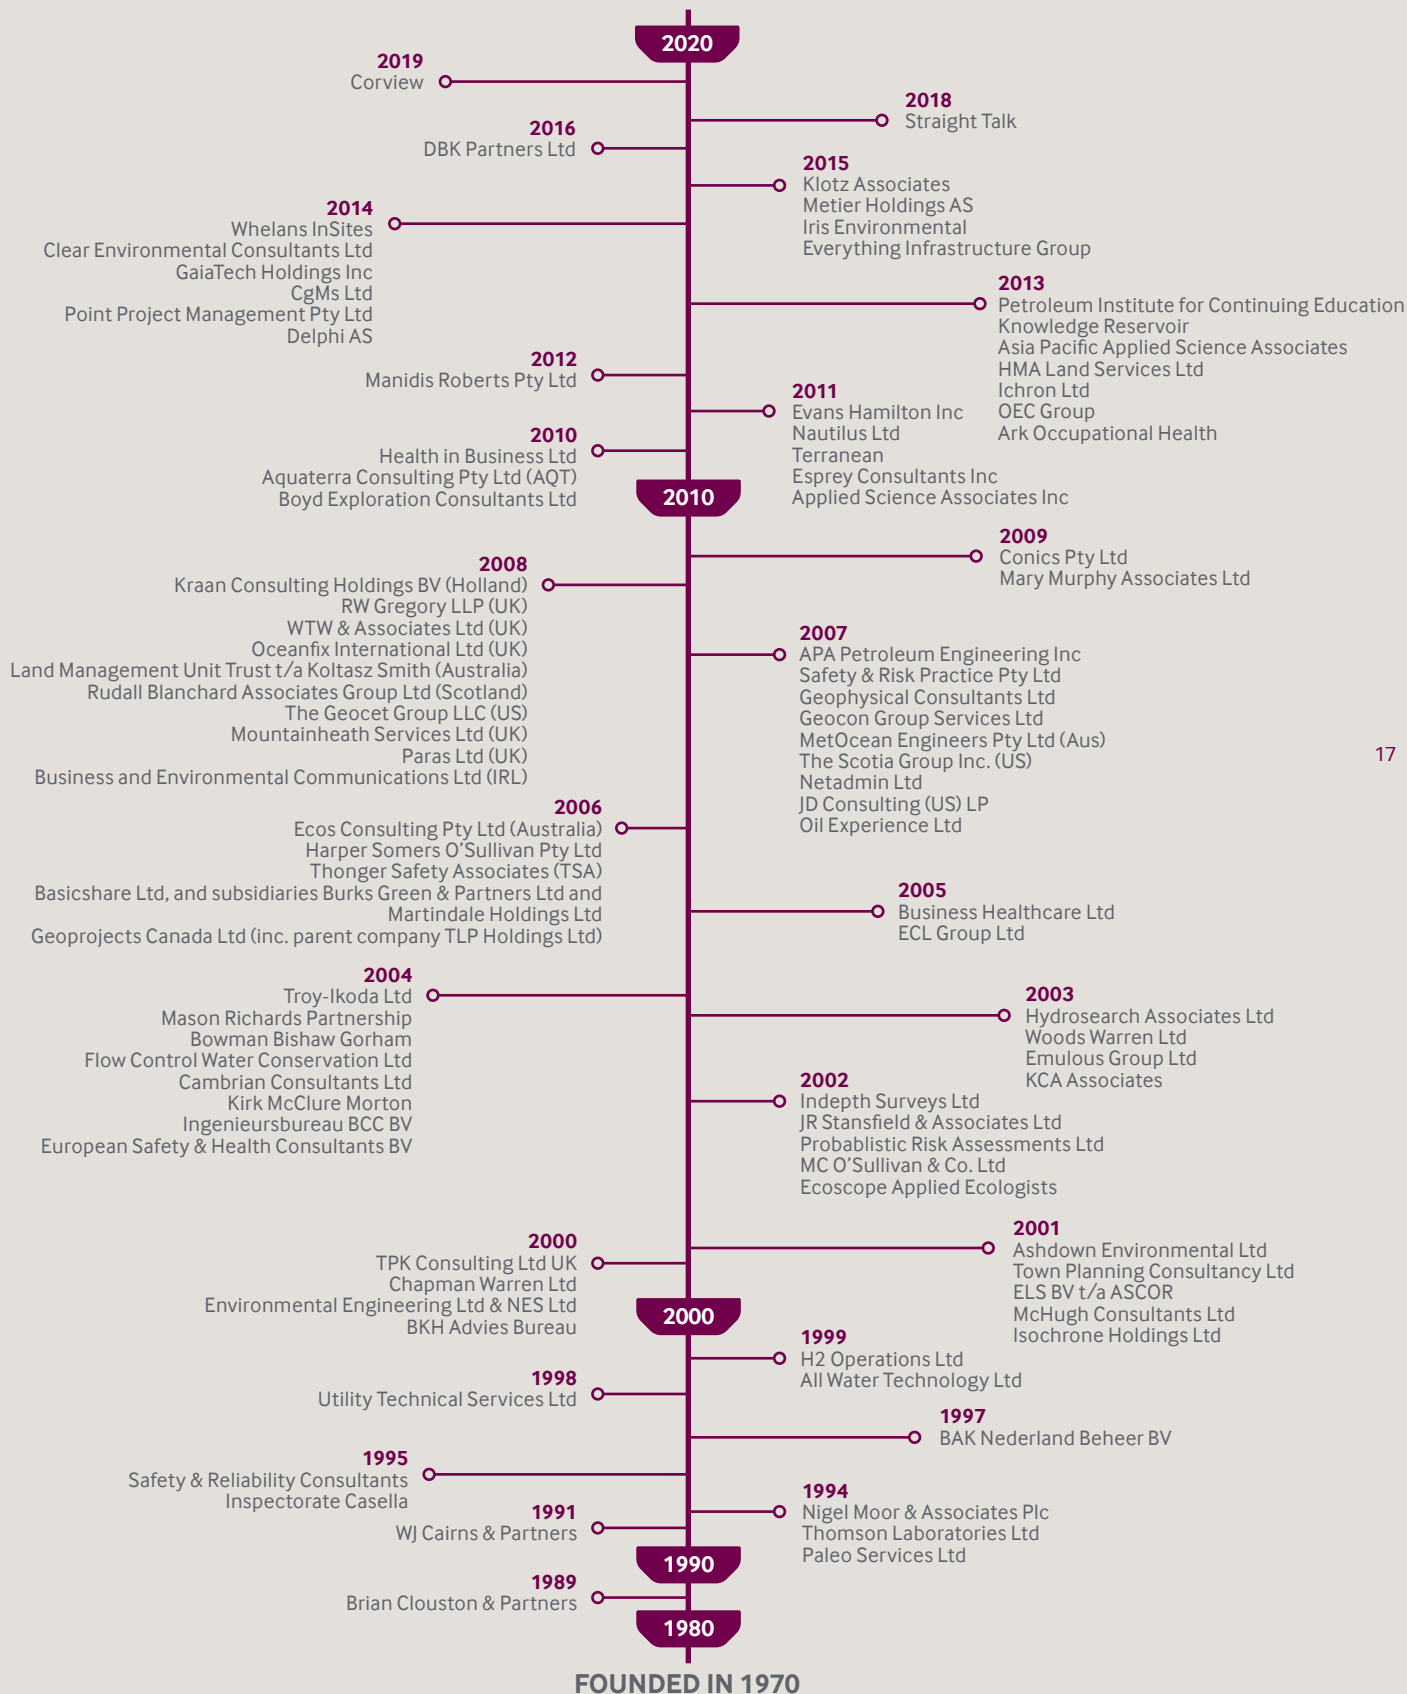 2020
2019
Corview
2018
Straight Talk
2016
DBK Partners Ltd
2015
Klotz Associates
Metier Holdings AS
Iris Environmental
Everything Infrastructure Group
2014
Whelans InSites
Clear Environmental Consultants Ltd
GaiaTech Holdings Inc
CgMs Ltd
Point Project Management Pty Ltd
Delphi AS
2013
Petroleum Institute for Continuing Education
Knowledge Reservoir
Asia Pacific Applied Science Associates
HMA Land Services Ltd
Ichron Ltd
OEC Group
Ark Occupational Health
2012
Manidis Roberts Pty Ltd
2011
Evans Hamilton Inc
Nautilus Ltd
Terranean
Esprey Consultants Inc
Applied Science Associates Inc
2010
Health in Business Ltd
Aquaterra Consulting Pty Ltd (AQT)
Boyd Exploration Consultants Ltd
2010
2009
Conics Pty Ltd
Mary Murphy Associates Ltd
2008
Kraan Consulting Holdings BV (Holland)
RW Gregory LLP (UK)
WTW & Associates Ltd (UK)
Oceanfix International Ltd (UK)
Land Management Unit Trust t/a Koltasz Smith (Australia)
Rudall Blanchard Associates Group Ltd (Scotland)
The Geocet Group LLC (US)
Mountainheath Services Ltd (UK)
Paras Ltd (UK)
Business and Environmental Communications Ltd (IRL)
2007
APA Petroleum Engineering Inc
Safety & Risk Practice Pty Ltd
Geophysical Consultants Ltd
Geocon Group Services Ltd
MetOcean Engineers Pty Ltd (Aus)
The Scotia Group Inc. (US)
Netadmin Ltd
JD Consulting (US) LP
Oil Experience Ltd
17
2006
Ecos Consulting Pty Ltd (Australia)
Harper Somers O'Sullivan Pty Ltd
Thonger Safety Associates (TSA)
Basicshare Ltd, and subsidiaries Burks Green & Partners Ltd and
Martindale Holdings Ltd
Geoprojects Canada Ltd (inc. parent company TLP Holdings Ltd)
2005
Business Healthcare Ltd
ECL Group Ltd
2004
Troy-Ikoda Ltd
Mason Richards Partnership
Bowman Bishaw Gorham
Flow Control Water Conservation Ltd
Cambrian Consultants Ltd
Kirk McClure Morton
Ingenieursbureau BCC BV
European Safety & Health Consultants BV
2003
Hydrosearch Associates Ltd
Woods Warren Ltd
Emulous Group Ltd
KCA Associates
2002
Indepth Surveys Ltd
JR Stansfield & Associates Ltd
Probablistic Risk Assessments Ltd
MC O'Sullivan & Co. Ltd
Ecoscope Applied Ecologists
2001
Ashdown Environmental Ltd
Town Planning Consultancy Ltd
ELS BV t/a ASCOR
McHugh Consultants Ltd
Isochrone Holdings Ltd
2000
TPK Consulting Ltd UK
Chapman Warren Ltd
Environmental Engineering Ltd & NES Ltd
BKH Advies Bureau
2000
1999
H2 Operations Ltd
All Water Technology Ltd
1998
Utility Technical Services Ltd
1997
BAK Nederland Beheer BV
1995
Safety & Reliability Consultants
Inspectorate Casella
1994
Nigel Moor & Associates Plc
Thomson Laboratories Ltd
Paleo Services Ltd
1991
WJ Cairns & Partners
1990
1989
Brian Clouston & Partners
1980
FOUNDED IN 1970